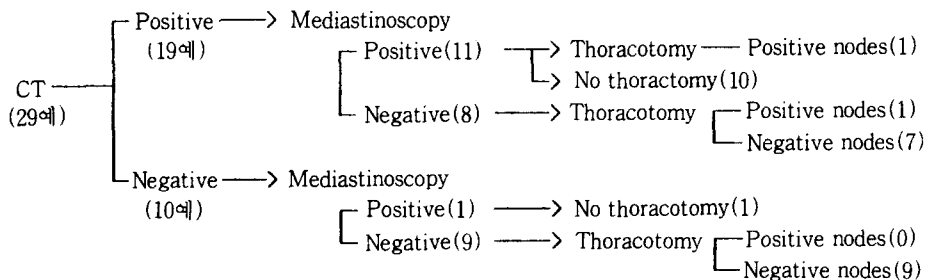 Positive ⟶ Mediastinoscopy
(19예)
Positive(11) ⟶ Thoracotomy — Positive nodes(1)
⟶ No thoractomy(10)
CT
(29예)
Negative(8) ⟶ Thoracotomy
Positive nodes(1)
Negative nodes(7)
Negative ⟶ Mediastinoscopy
(10예)
Positive(1) ⟶ No thoracotomy(1)
Negative(9) ⟶ Thoracotomy
Positive nodes(0)
Negative nodes(9)